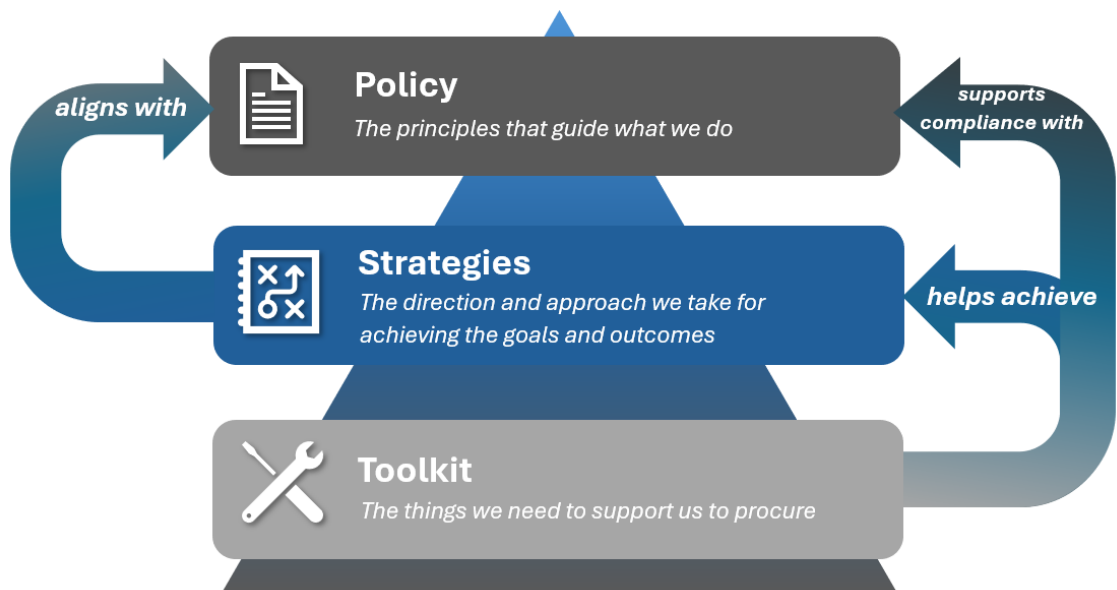 Policy
The principles that guide what we do
aligns with
supports
compliance with
Strategies
The direction and approach we take for
achieving the goals and outcomes
helps achieve
Toolkit
The things we need to support us to procure